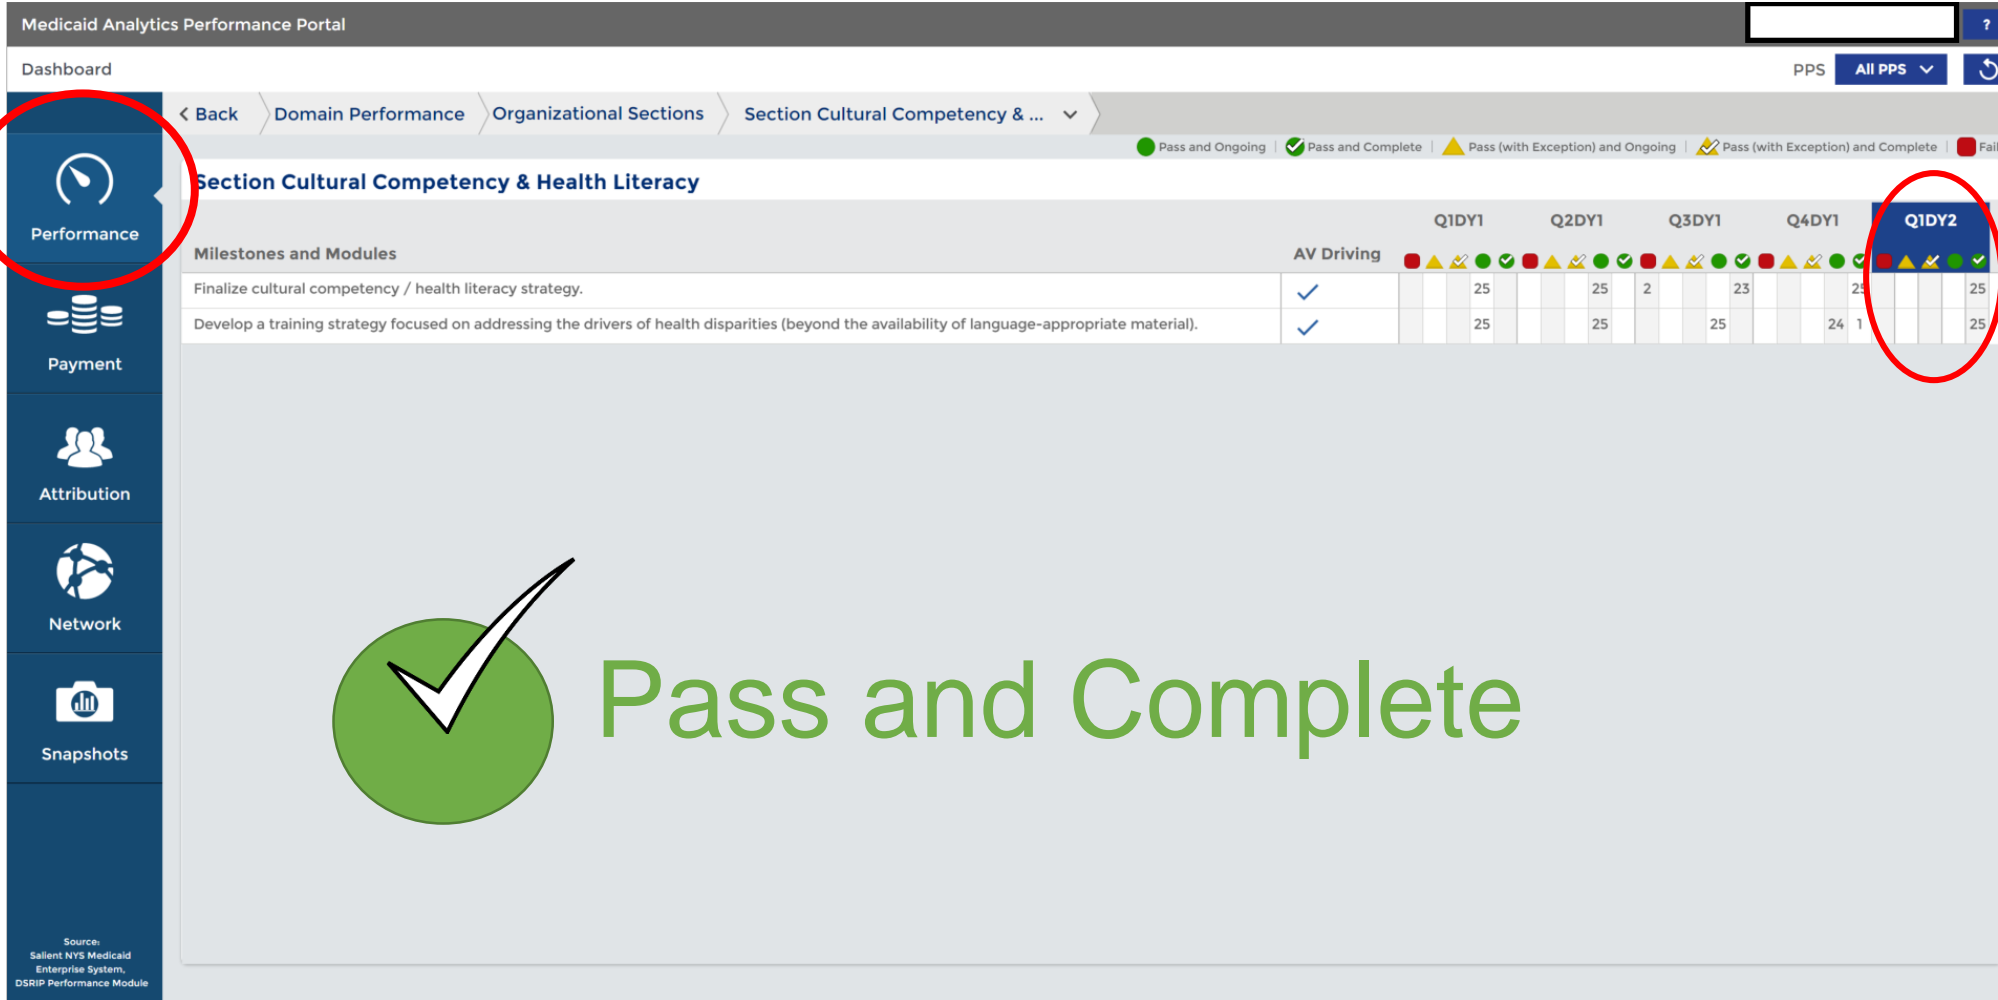 Medicaid Analytics Performance Portal
?
Dashboard
PPS All PPS
Back Domain Performance Organizational Sections Section Cultural Competency & ...
Pass and Ongoing | Pass and Complete | Pass (with Exception) and Ongoing | Pass (with Exception) and Complete | Fail
Section Cultural Competency & Health Literacy
Q1DY1 Q2DY1 Q3DY1 Q4DY1 Q1DY2
Milestones and Modules AV Driving
Finalize cultural competency / health literacy strategy. 25 25 2 23 25 25
Develop a training strategy focused on addressing the drivers of health disparities (beyond the availability of language-appropriate material). 25 25 25 24 1 25
Performance
Payment
Attribution
Network
Snapshots
Pass and Complete
Source:
Salient NYS Medicaid
Enterprise System,
DSRIP Performance Module